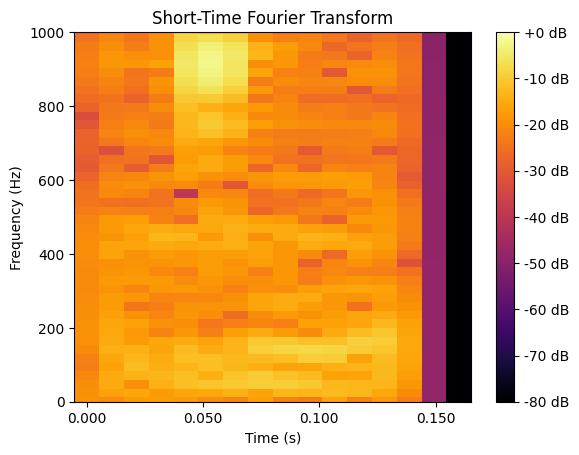 Short-Time Fourier Transform
1000
800
600
400
200
0
Frequency (Hz)
0.000
0.050
0.100
0.150
Time (s)
+0 dB
-10 dB
-20 dB
-30 dB
-40 dB
-50 dB
-60 dB
-70 dB
-80 dB